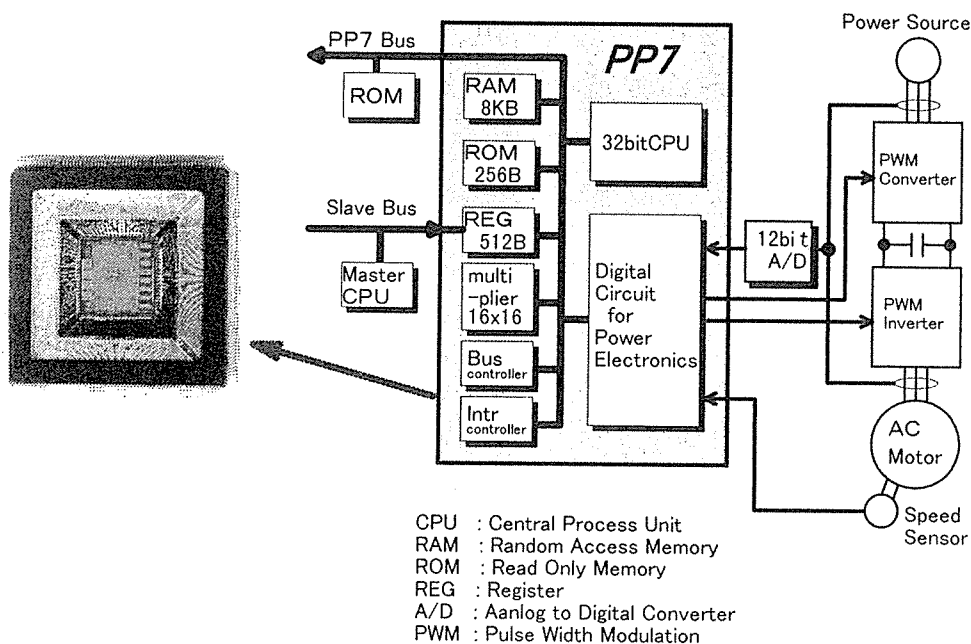 PP7 Bus
ROM
Slave Bus
Master
CPU
PP7
RAM
8KB
ROM
256B
REG
512B
multi
-plier
16x16
Bus
controller
Intr
controller
32bitCPU
Digital
Circuit
for
Power
Electronics
12bit
A/D
Power Source
PWM
Converter
PWM
Inverter
AC
Motor
Speed
Sensor
CPU : Central Process Unit
RAM : Random Access Memory
ROM : Read Only Memory
REG : Register
A/D : Aanlog to Digital Converter
PWM : Pulse Width Modulation